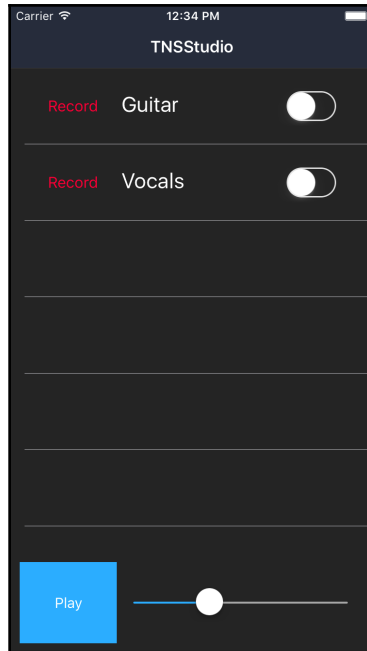 Carrier 12:34 PM
TNSStudio
Record Guitar
Record Vocals
Play